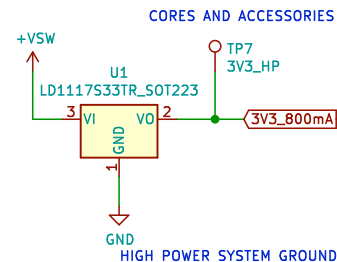 CORES AND ACCESSORIES
+VSW
TP7
3V3_HP
U1
LD1117S33TR_SOT223
3 VI VO 2
3V3_800mA
GND
1
GND
HIGH POWER SYSTEM GROUND